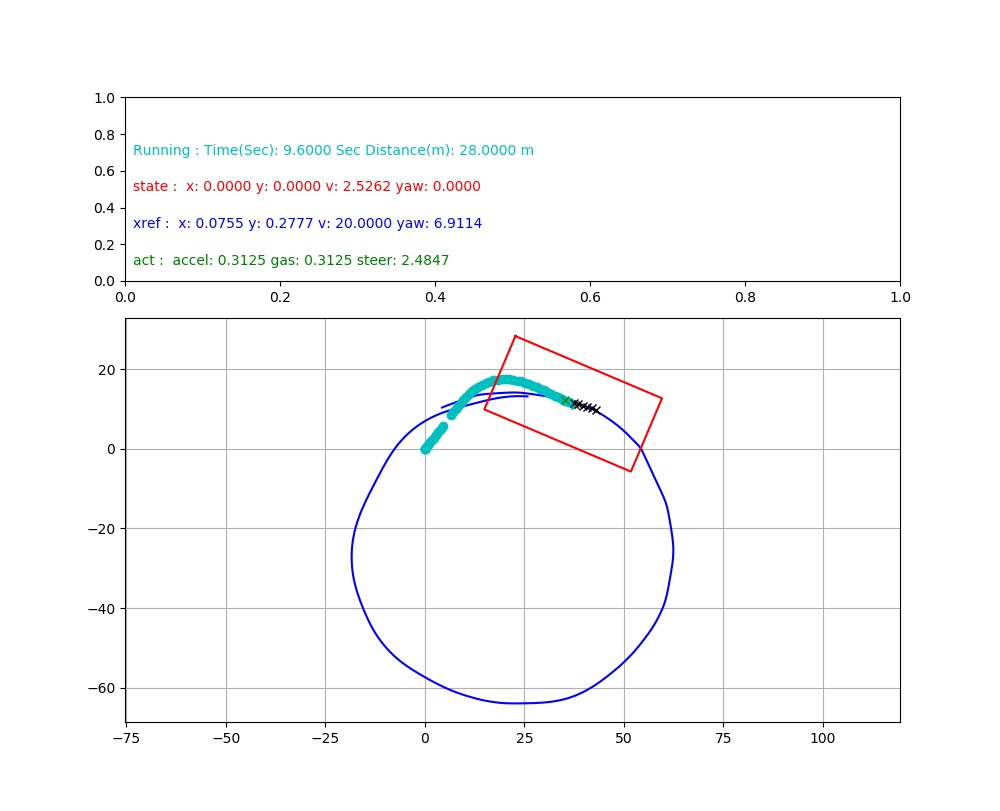 1.0
0.8
0.6
0.4
0.2
0.0
Running : Time(Sec): 9.6000 Sec Distance(m): 28.0000 m
state :  x: 0.0000 y: 0.0000 v: 2.5262 yaw: 0.0000
xref :  x: 0.0755 y: 0.2777 v: 20.0000 yaw: 6.9114
act :  accel: 0.3125 gas: 0.3125 steer: 2.4847
0.0 0.2 0.4 0.6 0.8 1.0
20
0
−20
−40
−60
−75 −50 −25 0 25 50 75 100